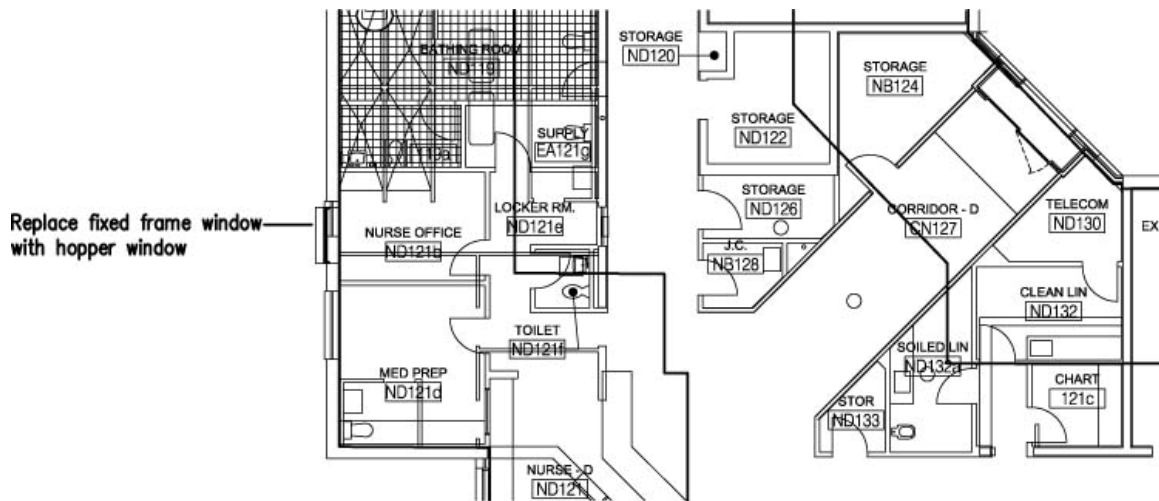 BATHING ROOM
ND119
STORAGE
ND120
STORAGE
NB124
STORAGE
ND122
SUPPLY
EA121g
119a
STORAGE
ND126
LOCKER RM.
ND121e
Replace fixed frame window
with hopper window
NURSE OFFICE
ND121b
CORRIDOR - D
CN127
TELECOM
ND130
EX
J.C.
NB128
CLEAN LIN
ND132
TOILET
ND121f
SOILED LIN
ND132a
MED PREP
ND121d
CHART
121c
STOR
ND133
NURSE - D
ND121